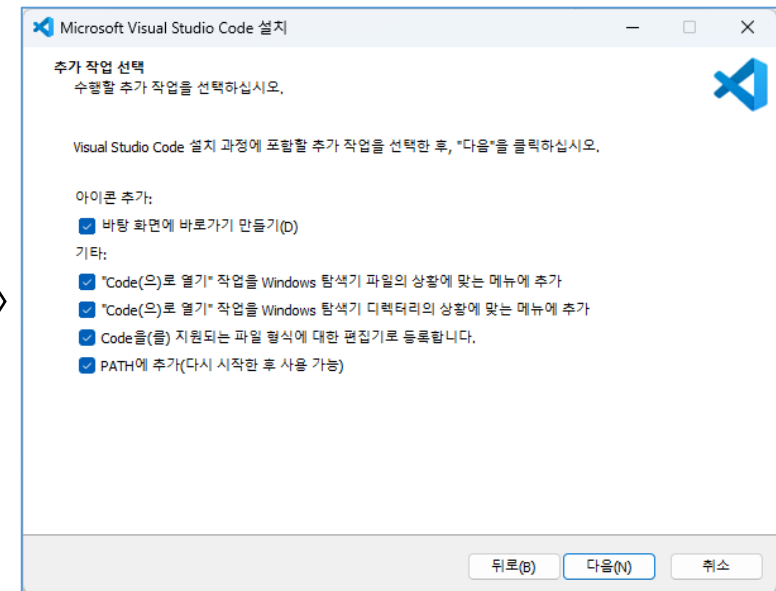 Microsoft Visual Studio Code 설치
추가 작업 선택
수행할 추가 작업을 선택하십시오.
Visual Studio Code 설치 과정에 포함할 추가 작업을 선택한 후, "다음"을 클릭하십시오.
아이콘 추가:
바탕 화면에 바로가기 만들기(D)
기타:
"Code(으)로 열기" 작업을 Windows 탐색기 파일의 상황에 맞는 메뉴에 추가
"Code(으)로 열기" 작업을 Windows 탐색기 디렉터리의 상황에 맞는 메뉴에 추가
Code을(를) 지원되는 파일 형식에 대한 편집기로 등록합니다.
PATH에 추가(다시 시작한 후 사용 가능)
뒤로(B) 다음(N) 취소